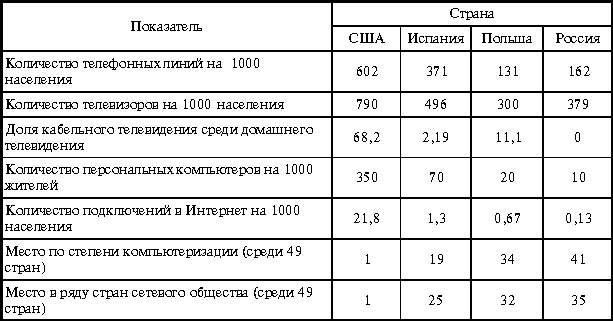 Показатель
Страна
США Испания Польша Россия
Количество телефонных линий на 1000
населения
602 371 131 162
Количество телевизоров на 1000 населения
790 496 300 379
Доля кабельного телевидения среди домашнего
телевидения
68,2 2,19 11,1 0
Количество персональных компьютеров на 1000
жителей
350 70 20 10
Количество подключений в Интернет на 1000
населения
21,8 1,3 0,67 0,13
Место по степени компьютеризации (среди 49
стран)
1 19 34 41
Место в ряду стран сетевого общества (среди 49
стран)
1 25 32 35